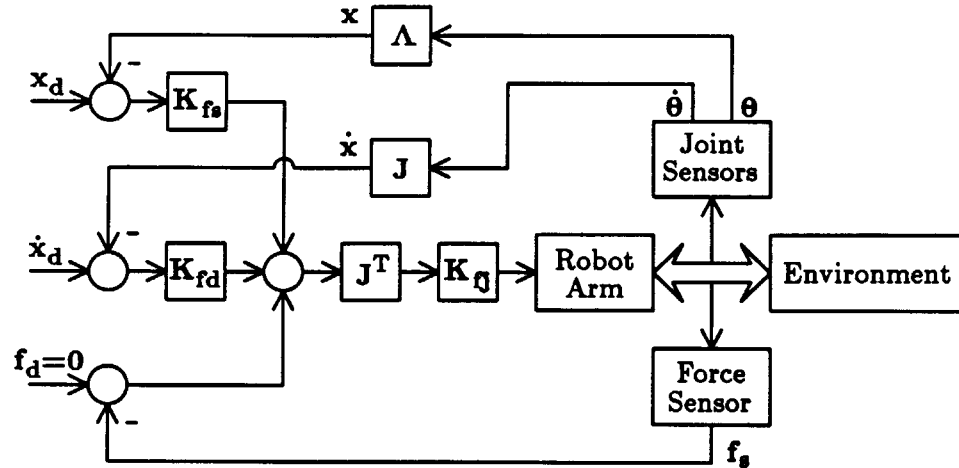 x
Λ
x_d
-
K_fs
θ̇
θ
ẋ
J
Joint
Sensors
-
ẋ_d
K_fd
J^T
K_fj
Robot
Arm
Environment
f_d=0
-
Force
Sensor
f_s